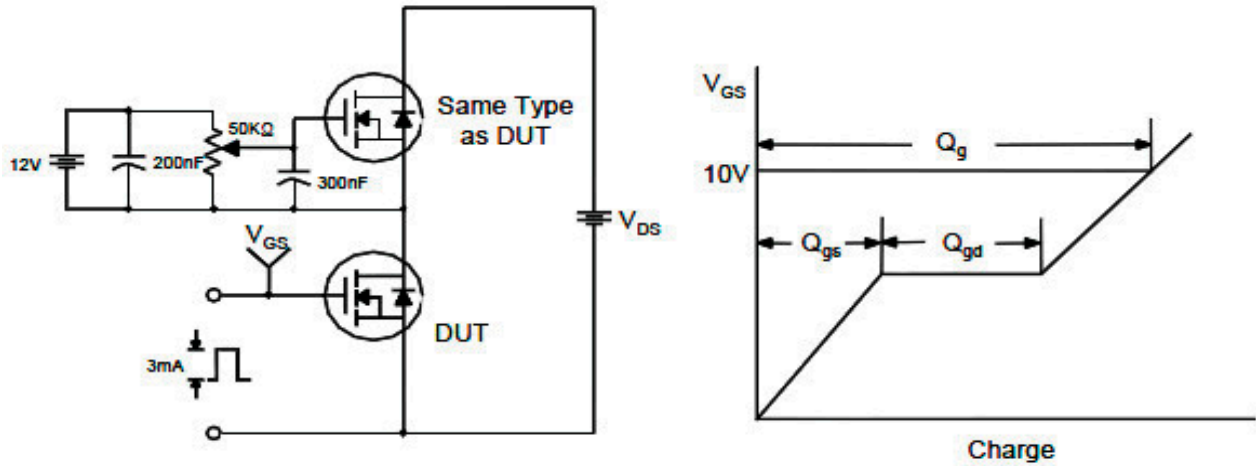 12V
200nF
50KΩ
300nF
Same Type
as DUT
V_GS
DUT
3mA
V_DS
V_GS
10V
Q_g
Q_gs
Q_gd
Charge